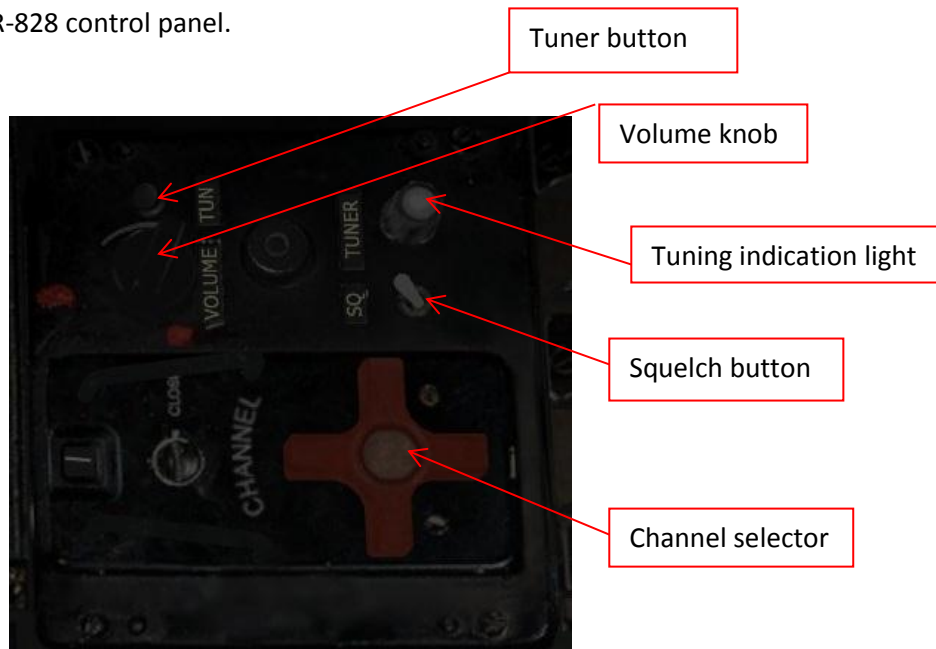 R-828 control panel.
Tuner button
Volume knob
Tuning indication light
Squelch button
Channel selector
TUN
VOLUME
TUNER
SQ
CLOSE
CHANNEL